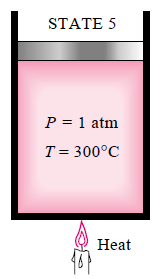 STATE 5
P = 1 atm
T = 300°C
Heat